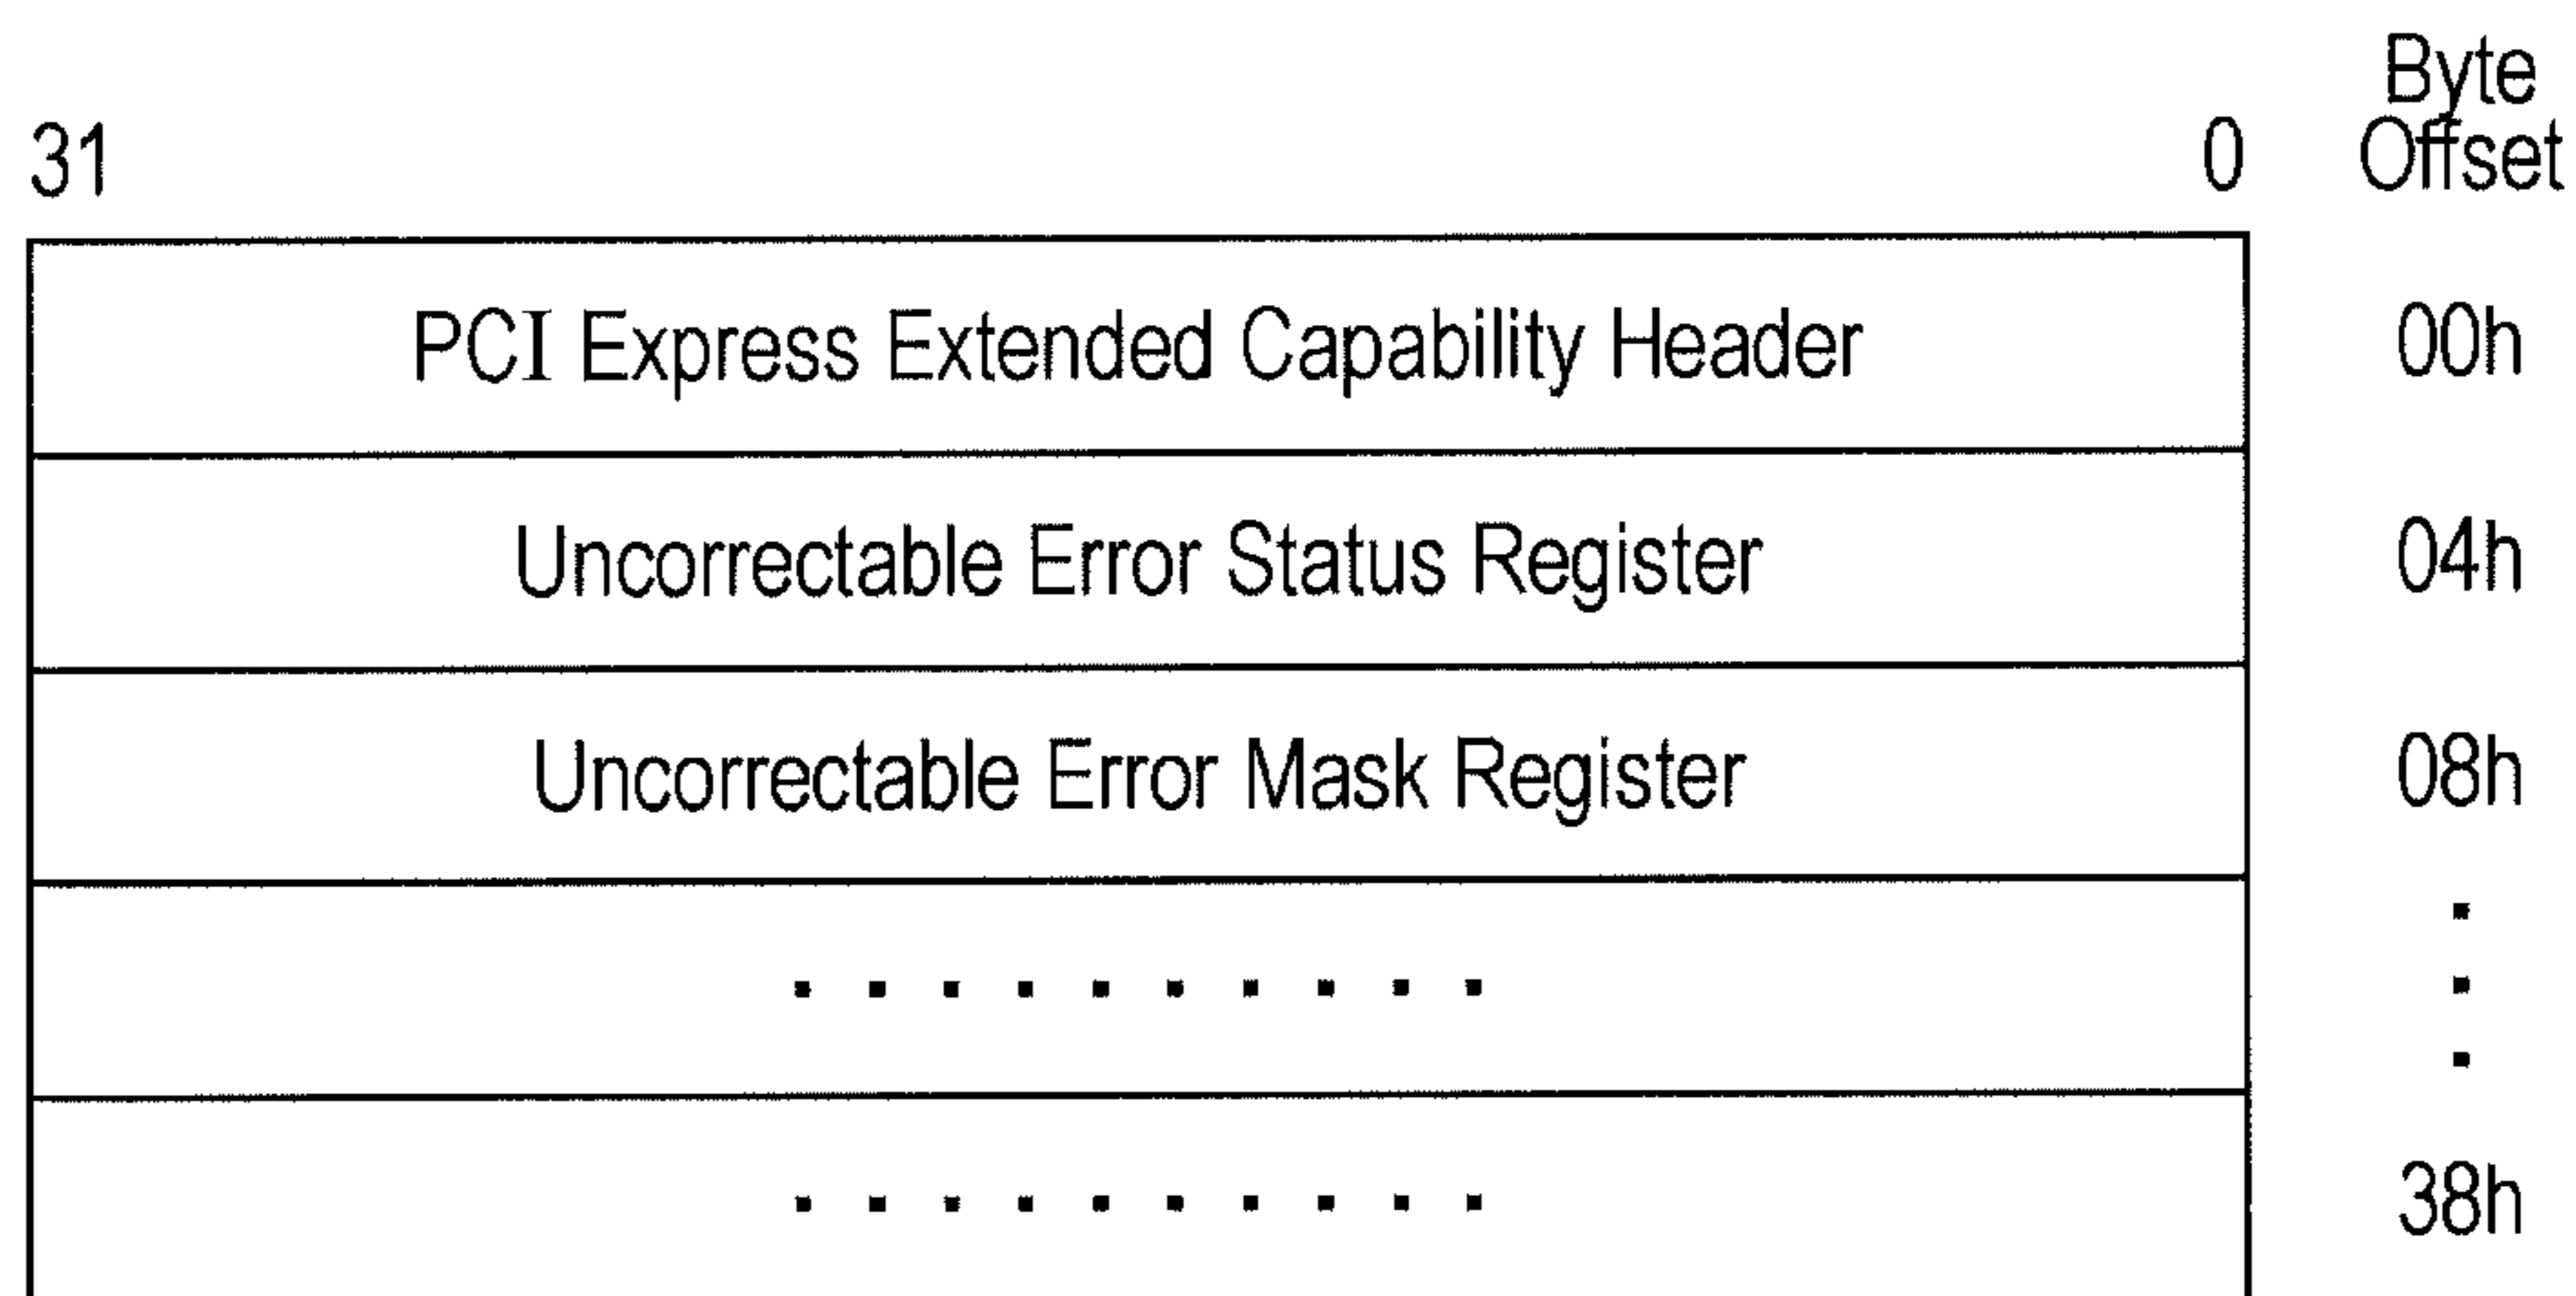 Byte
31 0 Offset
PCI Express Extended Capability Header 00h
Uncorrectable Error Status Register 04h
Uncorrectable Error Mask Register 08h
. . . . . . . . . .
. . . . . . . . . . 38h